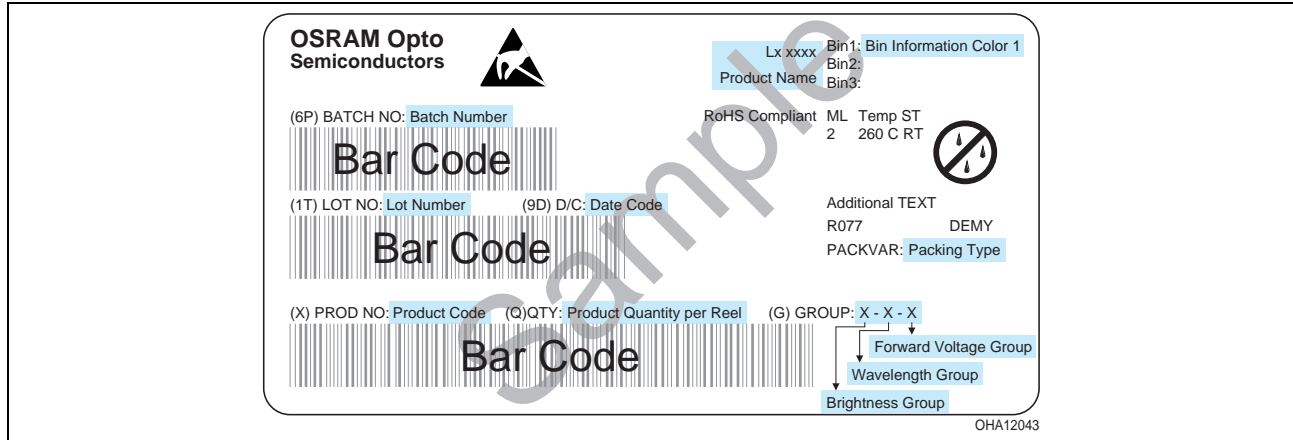 OSRAM Opto
Semiconductors
Lx xxxx
Product Name
Bin1: Bin Information Color 1
Bin2:
Bin3:
(6P) BATCH NO: Batch Number
Bar Code
RoHS Compliant ML Temp ST
2 260 C RT
(1T) LOT NO: Lot Number (9D) D/C: Date Code
Bar Code
Additional TEXT
R077 DEMY
PACKVAR: Packing Type
(X) PROD NO: Product Code (Q)QTY: Product Quantity per Reel (G) GROUP: X - X - X
Bar Code
Forward Voltage Group
Wavelength Group
Brightness Group
Sample
OHA12043